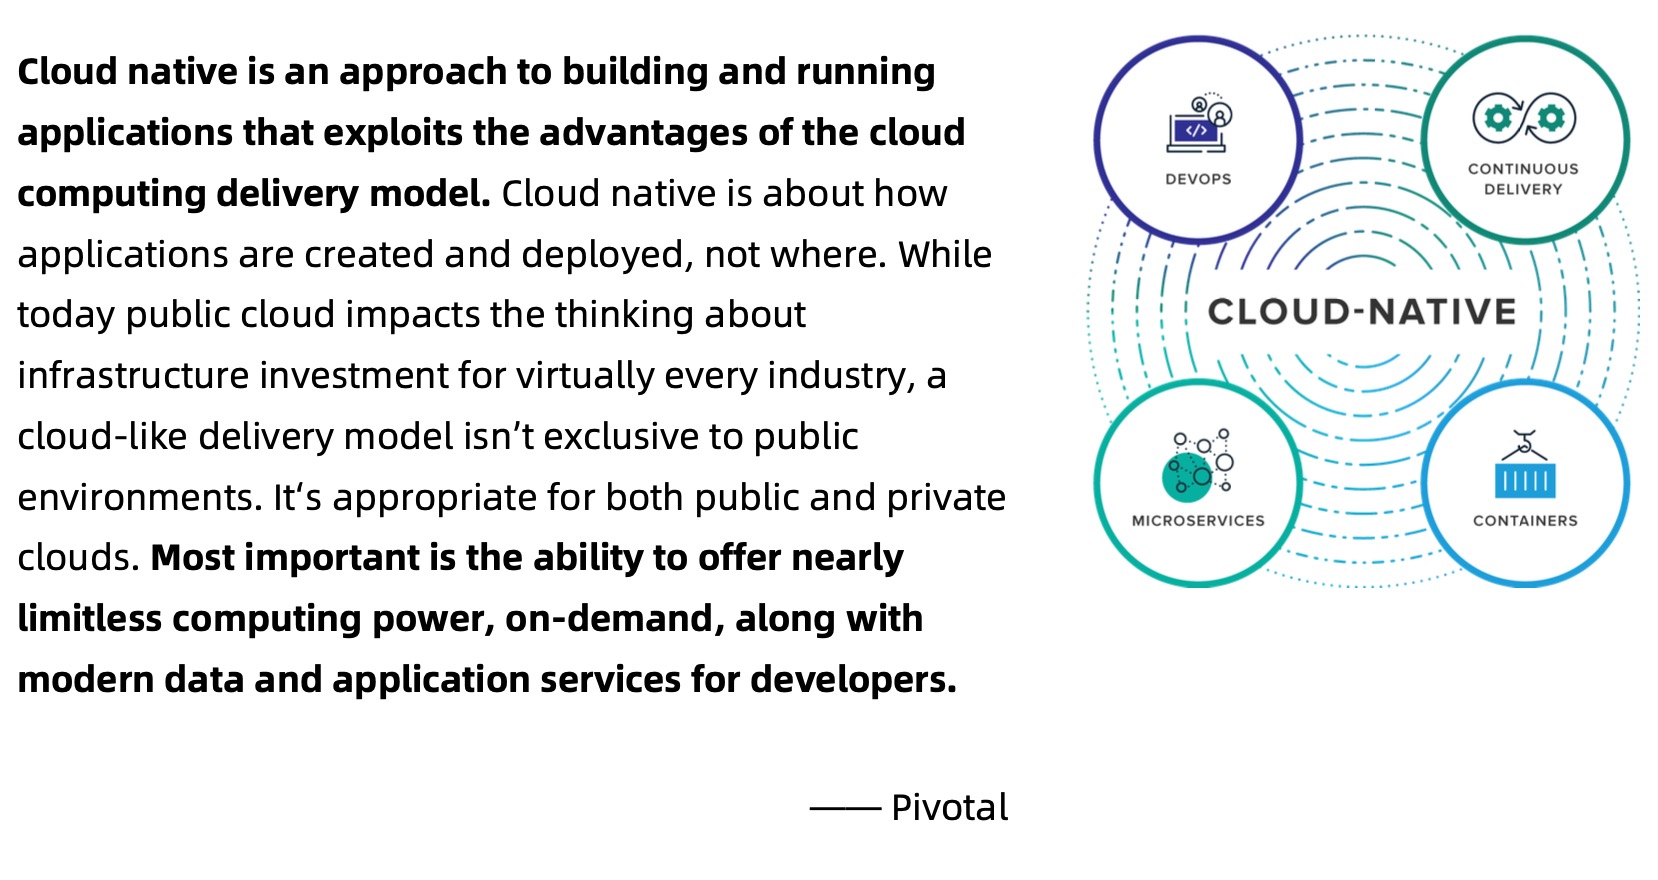 Cloud native is an approach to building and running
applications that exploits the advantages of the cloud
computing delivery model. Cloud native is about how
applications are created and deployed, not where. While
today public cloud impacts the thinking about
infrastructure investment for virtually every industry, a
cloud-like delivery model isn’t exclusive to public
environments. It‘s appropriate for both public and private
clouds. Most important is the ability to offer nearly
limitless computing power, on-demand, along with
modern data and application services for developers.
—— Pivotal
</>
DEVOPS
CONTINUOUS
DELIVERY
CLOUD-NATIVE
MICROSERVICES
CONTAINERS